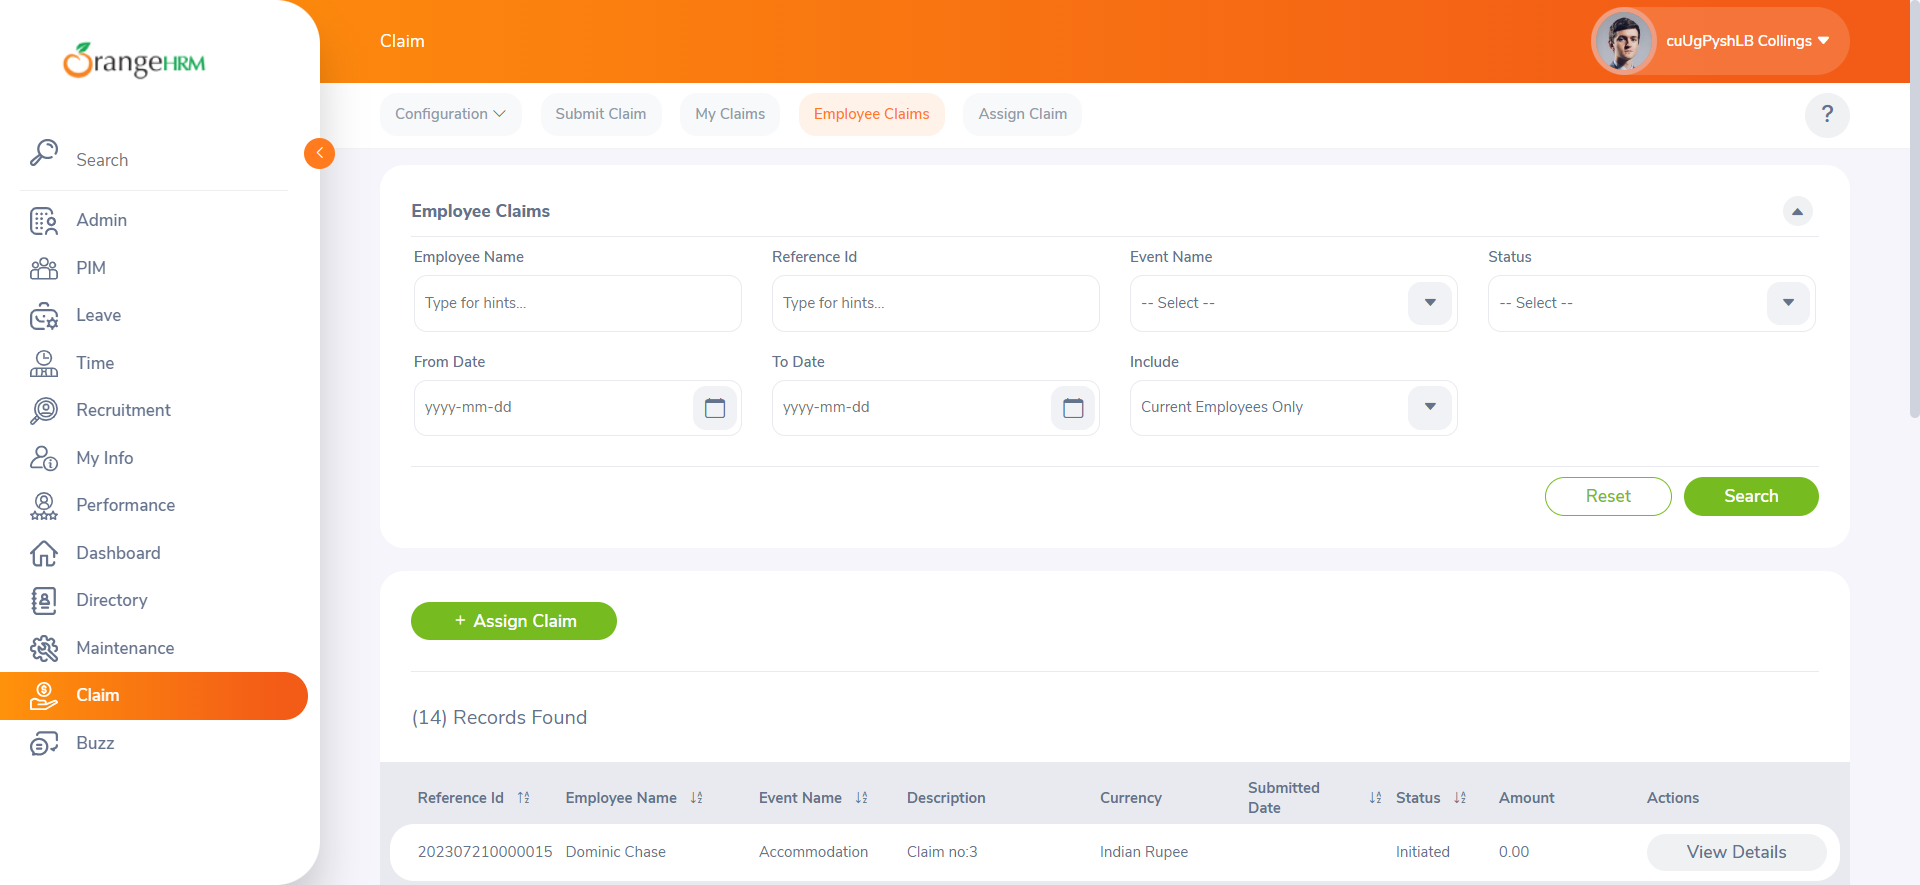 OrangeHRM
Claim
cuUgPyshLB Collings
Configuration
Submit Claim
My Claims
Employee Claims
Assign Claim
?
Search
Admin
PIM
Leave
Time
Recruitment
My Info
Performance
Dashboard
Directory
Maintenance
Claim
Buzz
Employee Claims
Employee Name
Reference Id
Event Name
Status
Type for hints...
Type for hints...
-- Select --
-- Select --
From Date
To Date
Include
yyyy-mm-dd
yyyy-mm-dd
Current Employees Only
Reset
Search
+ Assign Claim
(14) Records Found
Reference Id
Employee Name
Event Name
Description
Currency
Submitted
Date
Status
Amount
Actions
202307210000015
Dominic Chase
Accommodation
Claim no:3
Indian Rupee
Initiated
0.00
View Details